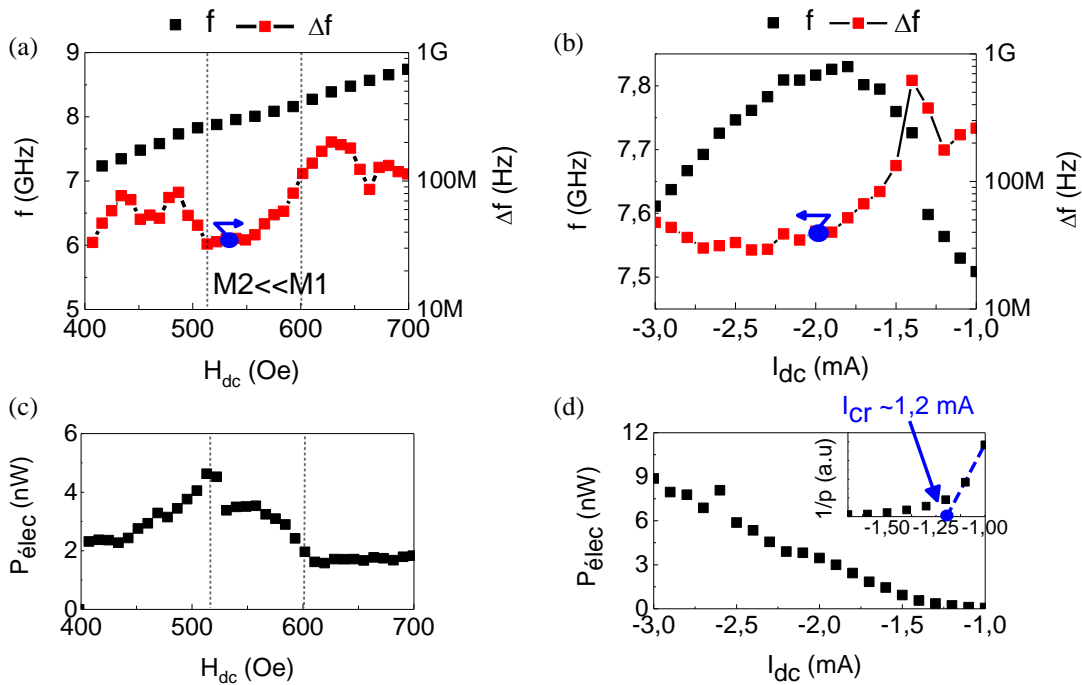 f Δf
(a)
9
8
7
6
5
f (GHz)
1G
100M
10M
Δf (Hz)
M2<<M1
400 500 600 700
H_dc (Oe)
f Δf
(b)
7,8
7,7
7,6
7,5
f (GHz)
1G
100M
10M
Δf (Hz)
-3,0 -2,5 -2,0 -1,5 -1,0
I_dc (mA)
(c)
6
4
2
0
P_élec (nW)
400 500 600 700
H_dc (Oe)
(d)
I_cr ~1,2 mA
12
9
6
3
0
P_élec (nW)
1/p (a.u)
-1,50 -1,25 -1,00
-3,0 -2,5 -2,0 -1,5 -1,0
I_dc (mA)